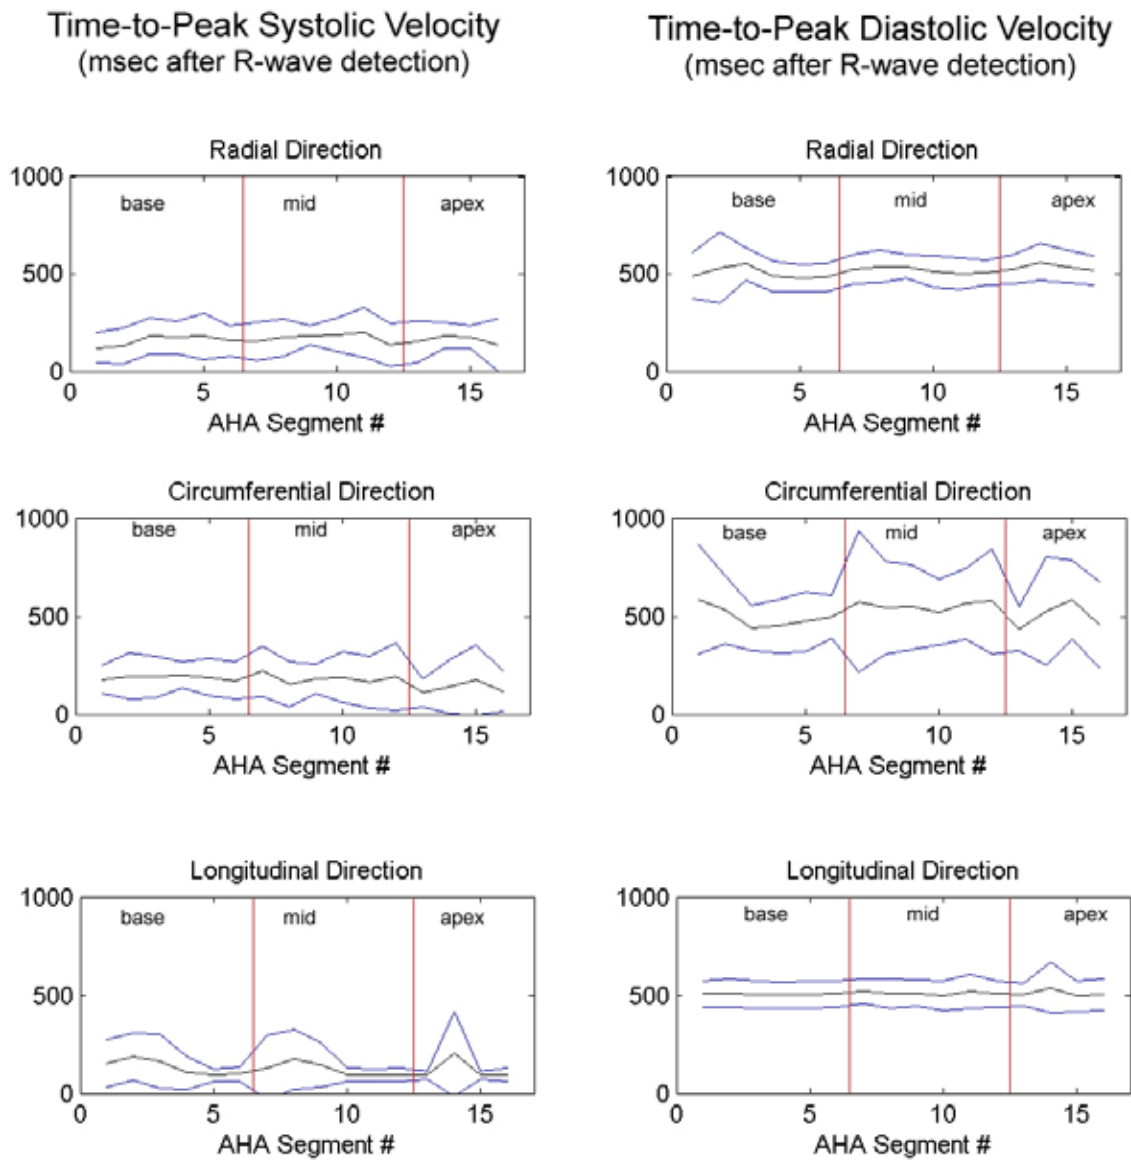 Time-to-Peak Systolic Velocity
(msec after R-wave detection)
Time-to-Peak Diastolic Velocity
(msec after R-wave detection)
Radial Direction
1000
base mid apex
500
0
0 5 10 15
AHA Segment #
Radial Direction
1000
base mid apex
500
0
0 5 10 15
AHA Segment #
Circumferential Direction
1000
base mid apex
500
0
0 5 10 15
AHA Segment #
Circumferential Direction
1000
base mid apex
500
0
0 5 10 15
AHA Segment #
Longitudinal Direction
1000
base mid apex
500
0
0 5 10 15
AHA Segment #
Longitudinal Direction
1000
base mid apex
500
0
0 5 10 15
AHA Segment #